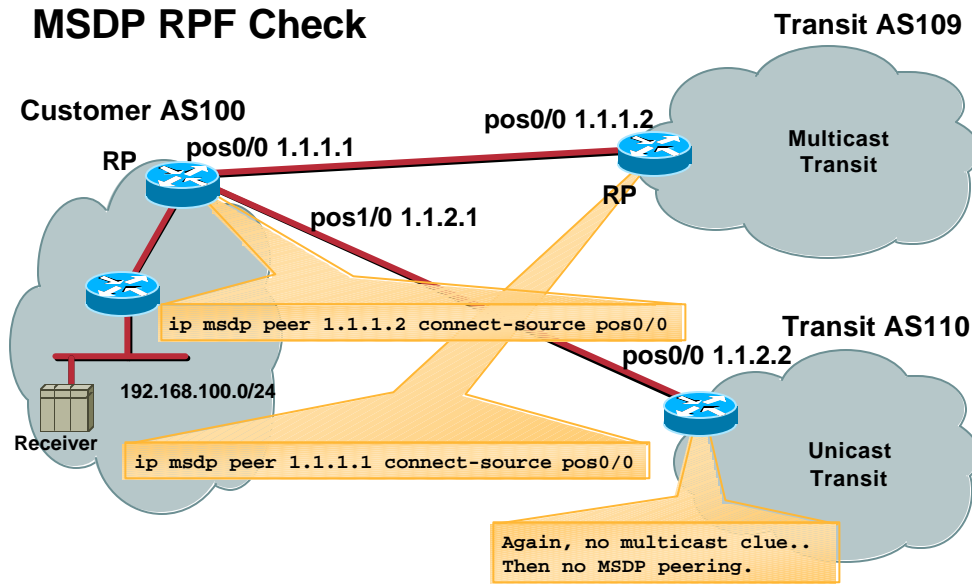 MSDP RPF Check
Transit AS109
Customer AS100
pos0/0 1.1.1.2
pos0/0 1.1.1.1
RP
Multicast
Transit
RP
pos1/0 1.1.2.1
ip msdp peer 1.1.1.2 connect-source pos0/0
Transit AS110
pos0/0 1.1.2.2
192.168.100.0/24
Receiver
ip msdp peer 1.1.1.1 connect-source pos0/0
Unicast
Transit
Again, no multicast clue..
Then no MSDP peering.